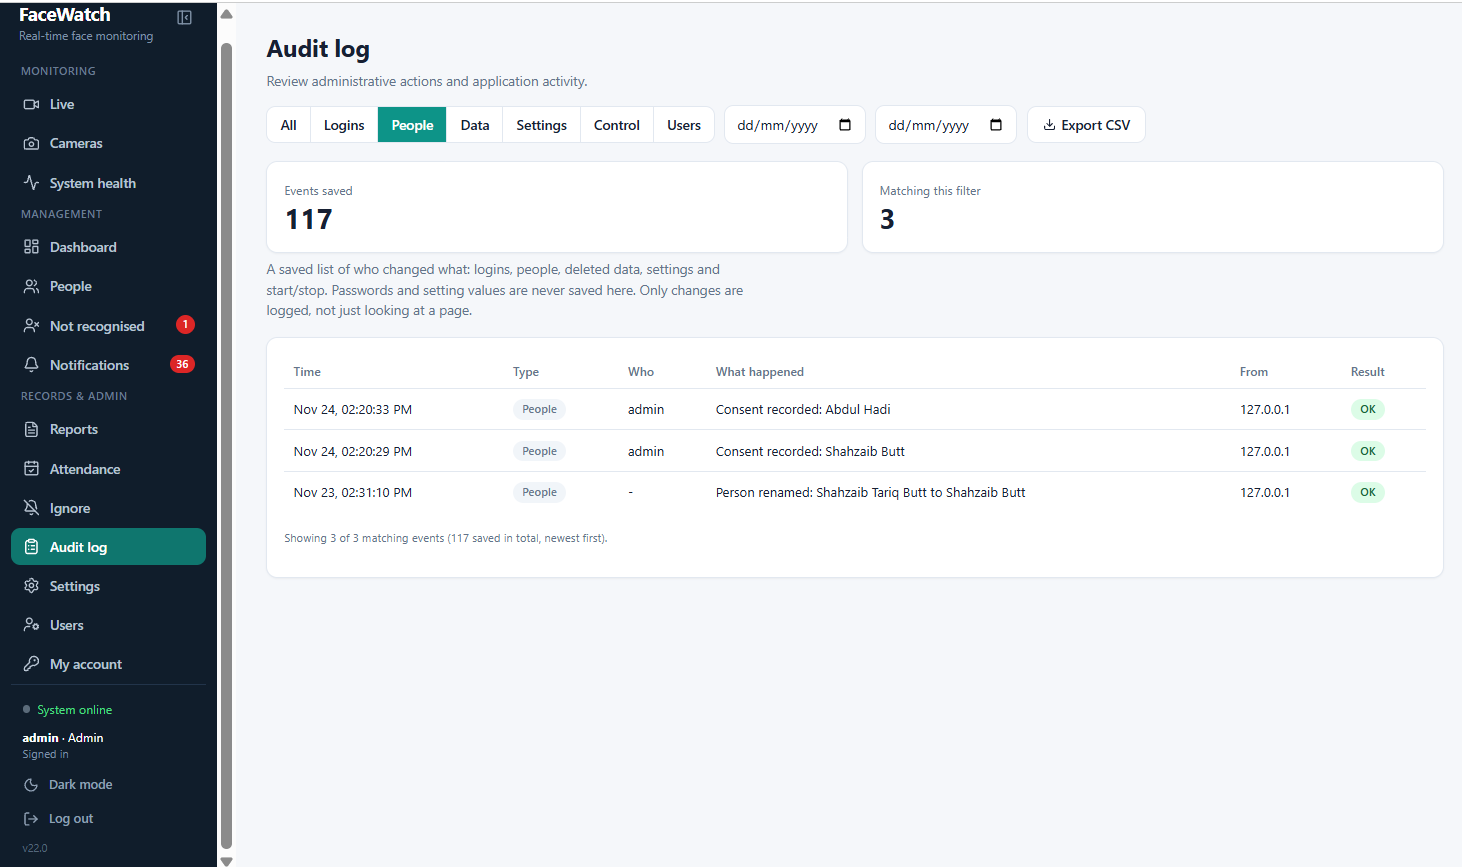 FaceWatch
Real-time face monitoring
MONITORING
Live
Cameras
System health
MANAGEMENT
Dashboard
People
Not recognised 1
Notifications 36
RECORDS & ADMIN
Reports
Attendance
Ignore
Audit log
Settings
Users
My account
System online
admin · Admin
Signed in
Dark mode
Log out
v22.0
Audit log
Review administrative actions and application activity.
All Logins People Data Settings Control Users dd/mm/yyyy dd/mm/yyyy Export CSV
Events saved
117
Matching this filter
3
A saved list of who changed what: logins, people, deleted data, settings and
start/stop. Passwords and setting values are never saved here. Only changes are
logged, not just looking at a page.
Time Type Who What happened From Result
Nov 24, 02:20:33 PM People admin Consent recorded: Abdul Hadi 127.0.0.1 OK
Nov 24, 02:20:29 PM People admin Consent recorded: Shahzaib Butt 127.0.0.1 OK
Nov 23, 02:31:10 PM People - Person renamed: Shahzaib Tariq Butt to Shahzaib Butt 127.0.0.1 OK
Showing 3 of 3 matching events (117 saved in total, newest first).